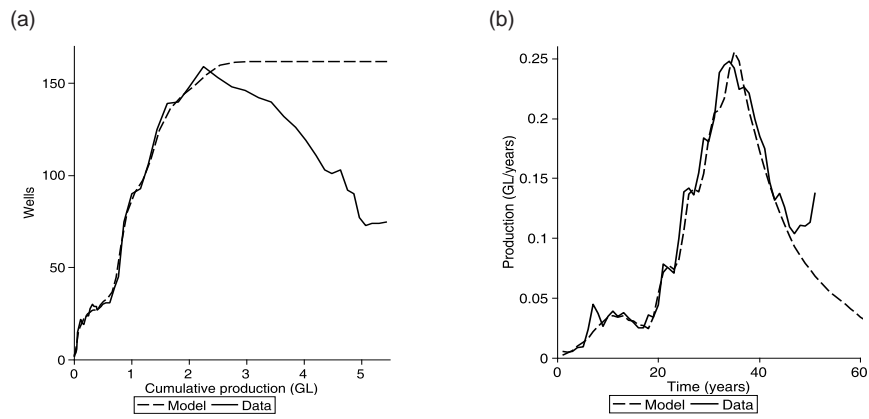 (a)
150
100
50
0
Wells
0 1 2 3 4 5
Cumulative production (GL)
Model Data
(b)
0.25
0.2
0.15
0.1
0.05
0
Production (GL/years)
0 20 40 60
Time (years)
Model Data